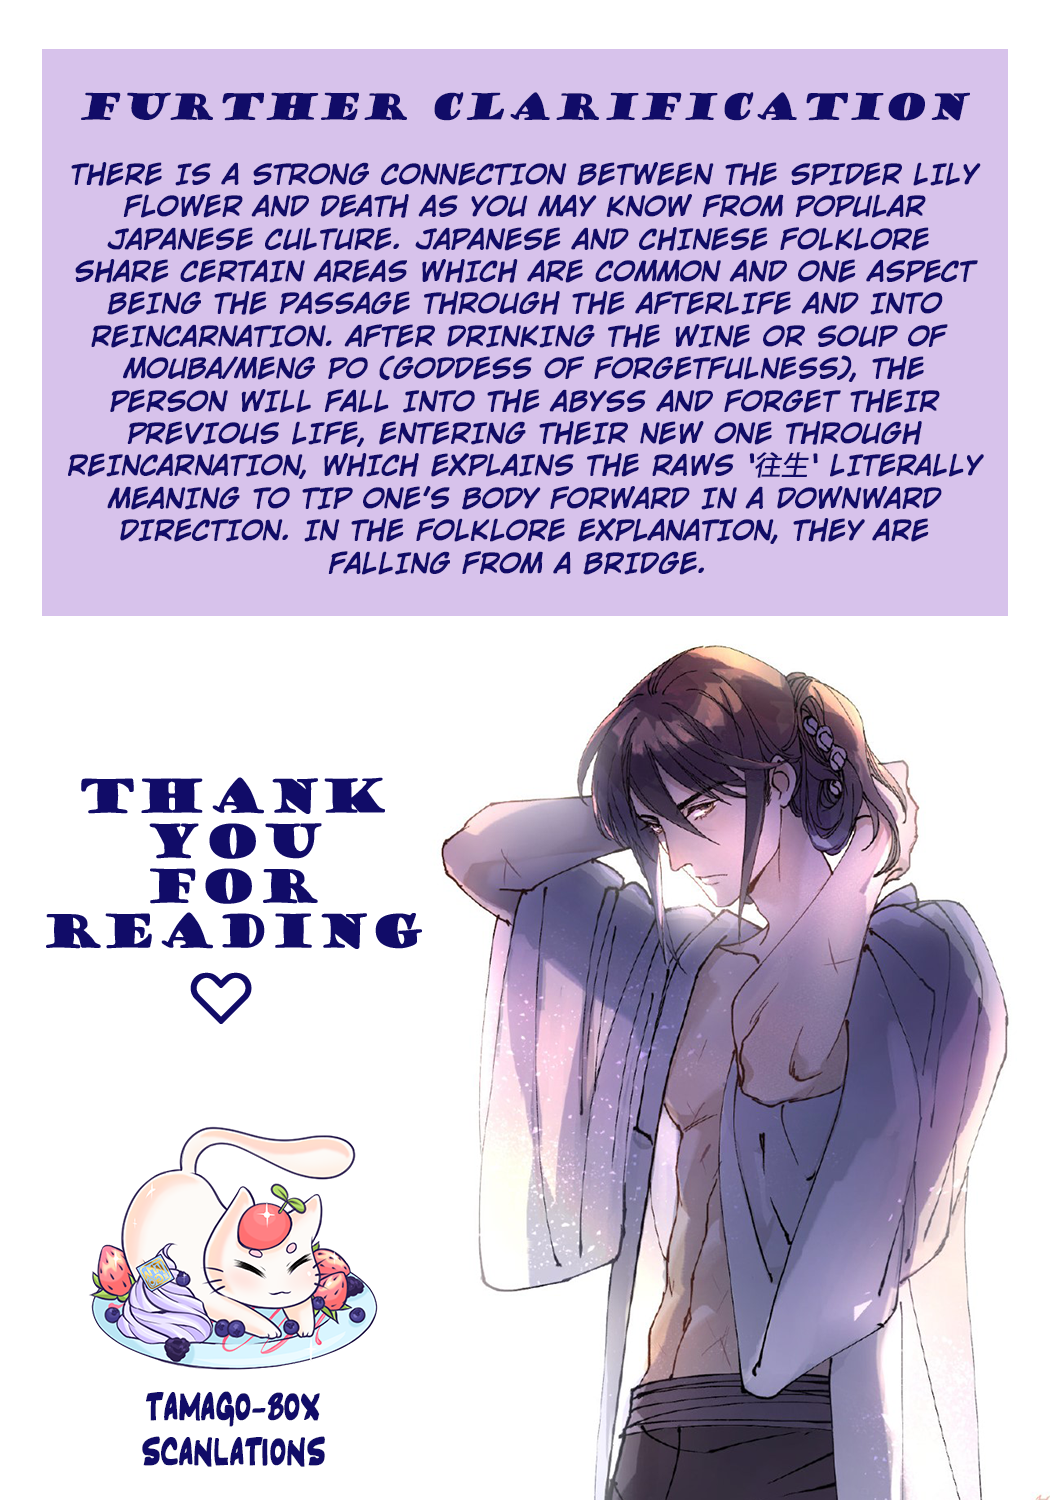 FURTHER CLARIFICATION
THERE IS A STRONG CONNECTION BETWEEN THE SPIDER LILY
FLOWER AND DEATH AS YOU MAY KNOW FROM POPULAR
JAPANESE CULTURE. JAPANESE AND CHINESE FOLKLORE
SHARE CERTAIN AREAS WHICH ARE COMMON AND ONE ASPECT
BEING THE PASSAGE THROUGH THE AFTERLIFE AND INTO
REINCARNATION. AFTER DRINKING THE WINE OR SOUP OF
MOUBA/MENG PO (GODDESS OF FORGETFULNESS), THE
PERSON WILL FALL INTO THE ABYSS AND FORGET THEIR
PREVIOUS LIFE, ENTERING THEIR NEW ONE THROUGH
REINCARNATION, WHICH EXPLAINS THE RAWS '往生' LITERALLY
MEANING TO TIP ONE'S BODY FORWARD IN A DOWNWARD
DIRECTION. IN THE FOLKLORE EXPLANATION, THEY ARE
FALLING FROM A BRIDGE.
THANK
YOU
FOR
READING
TAMAGO-BOX
SCANLATIONS